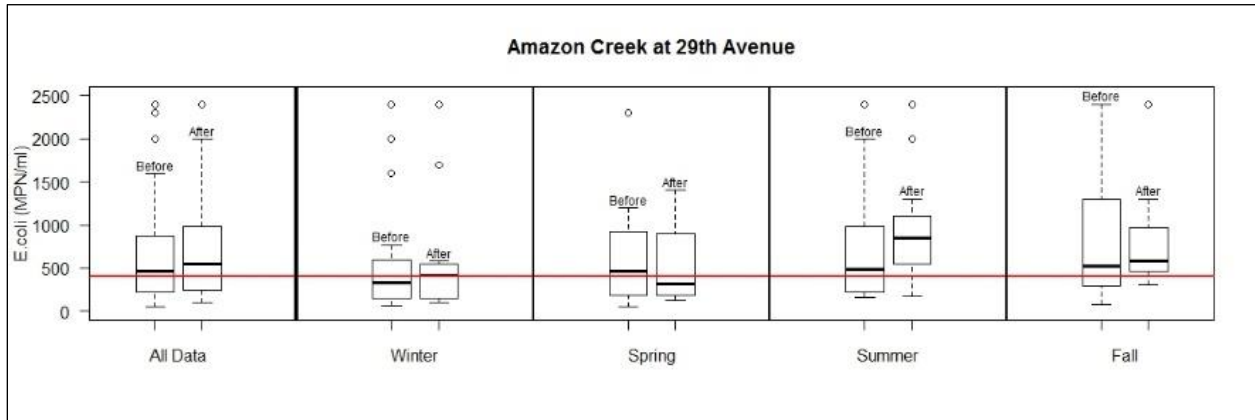 Amazon Creek at 29th Avenue
E.coli (MPN/ml)
2500
2000
1500
1000
500
0
Before
After
Before
After
Before
After
Before
After
Before
After
All Data
Winter
Spring
Summer
Fall